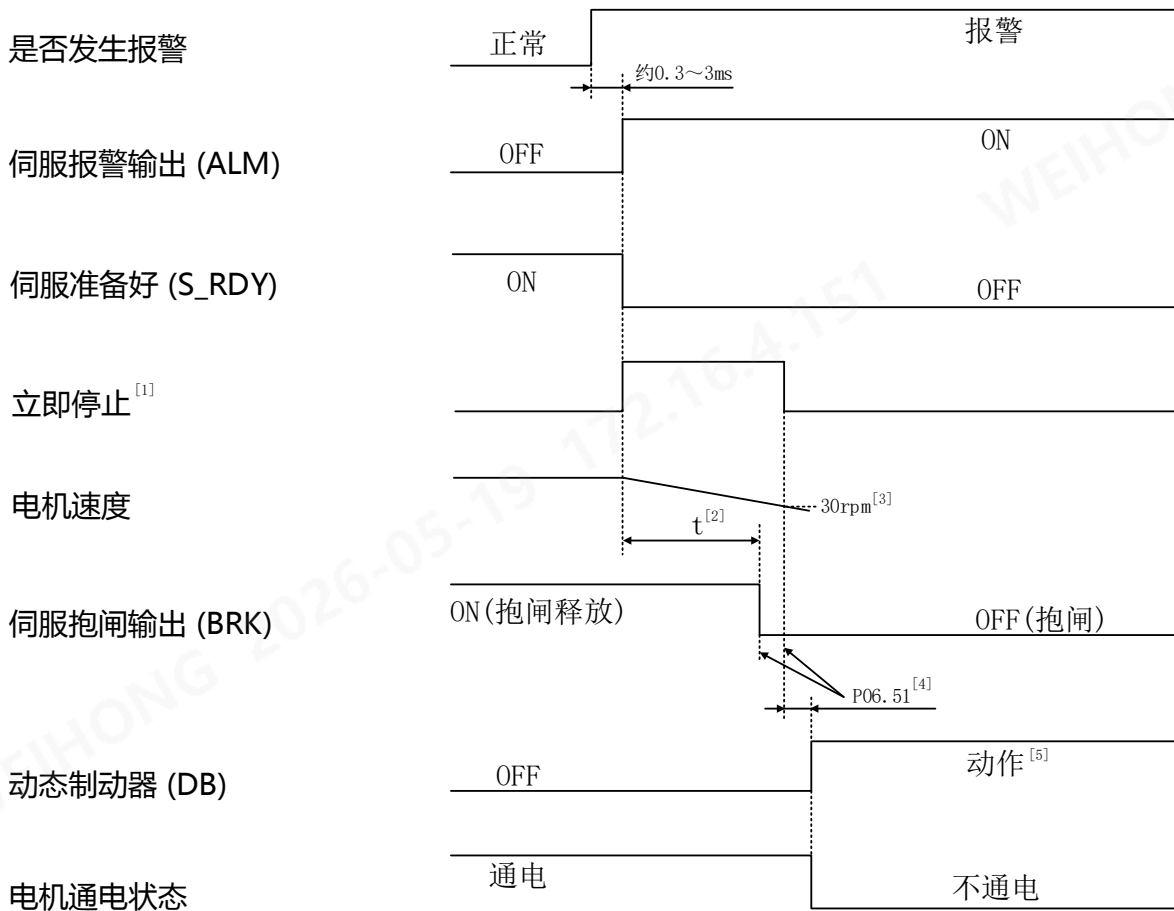 是否发生报警
正常
报警
约0.3～3ms
伺服报警输出 (ALM)
OFF
ON
伺服准备好 (S_RDY)
ON
OFF
立即停止[1]
电机速度
30rpm[3]
t[2]
伺服抱闸输出 (BRK)
ON(抱闸释放)
OFF(抱闸)
P06.51[4]
动态制动器 (DB)
OFF
动作[5]
电机通电状态
通电
不通电
WEIHONG 2026-05-19 172.16.4.151
WEIHON